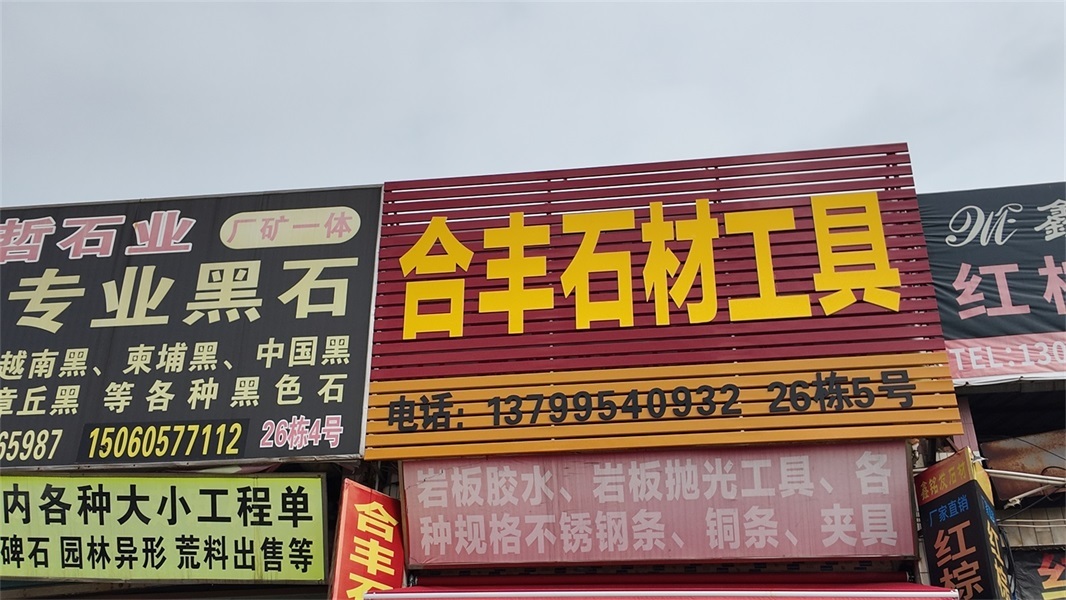 哲石业 厂矿一体
专业黑石
越南黑、柬埔黑、中国黑
章丘黑 等各种黑色石
65987 15060577112 26栋4号
内各种大小工程单
碑石 园林异形 荒料出售等
合丰石材工具
电话：13799540932 26栋5号
岩板胶水、岩板抛光工具、各
种规格不锈钢条、铜条、夹具
合丰石
鑫
红棕
TEL:130
厂家直销
红棕